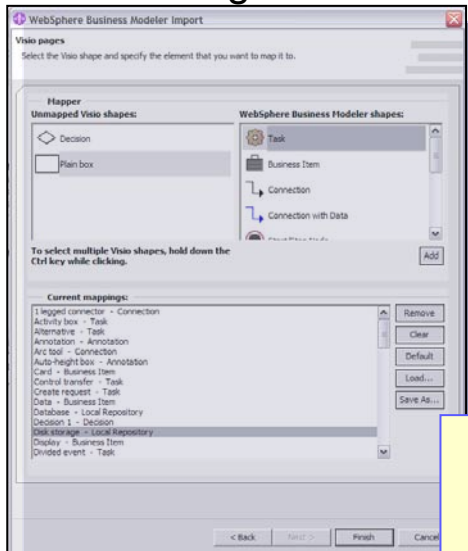 WebSphere Business Modeler Import
Visio pages
Select the Visio shape and specify the element that you want to map it to.
Mapper
Unmapped Visio shapes:
WebSphere Business Modeler shapes:
Decision
Plain box
Task
Business Item
Connection
Connection with Data
To select multiple Visio shapes, hold down the
Ctrl key while clicking.
Add
Current mappings:
1 legged connector - Connection
Activity box - Task
Alternative - Task
Annotation - Annotation
Arc tool - Connection
Auto-height box - Annotation
Card - Business Item
Control transfer - Task
Create request - Task
Data - Business Item
Database - Local Repository
Decision 1 - Decision
Disk storage - Local Repository
Display - Business Item
Divided event - Task
Remove
Clear
Default
Load...
Save As...
< Back
Next >
Finish
Cancel